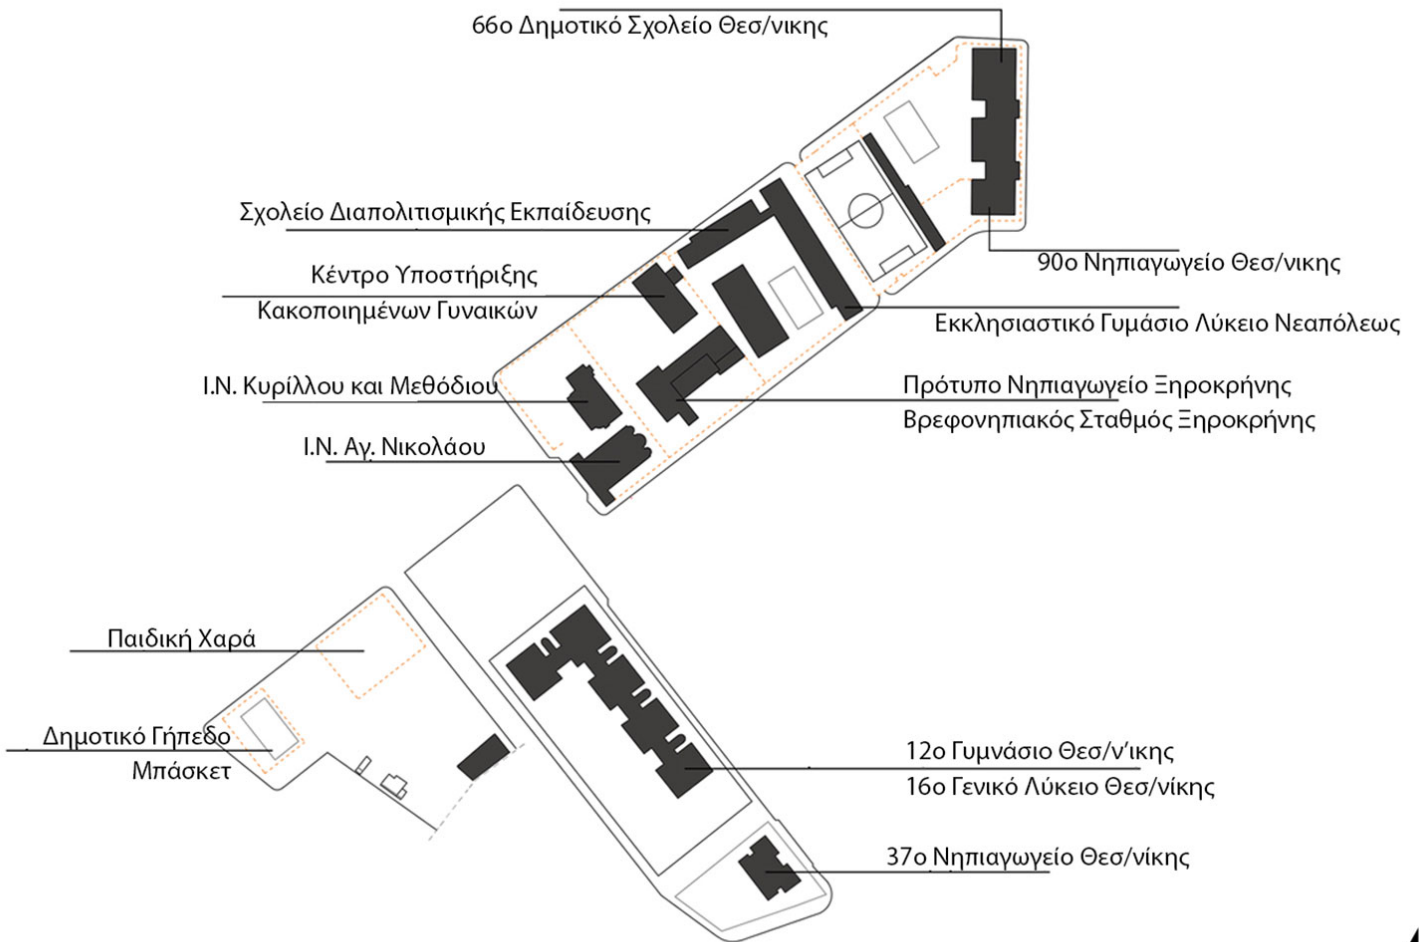 66ο Δημοτικό Σχολείο Θεσ/νικης
Σχολείο Διαπολιτισμικής Εκπαίδευσης
90ο Νηπιαγωγείο Θεσ/νικης
Κέντρο Υποστήριξης
Κακοποιημένων Γυναικών
Εκκλησιαστικό Γυμάσιο Λύκειο Νεαπόλεως
Ι.Ν. Κυρίλλου και Μεθόδιου
Πρότυπο Νηπιαγωγείο Ξηροκρήνης
Βρεφονηπιακός Σταθμός Ξηροκρήνης
Ι.Ν. Αγ. Νικολάου
Παιδική Χαρά
Δημοτικό Γήπεδο
Μπάσκετ
12ο Γυμνάσιο Θεσ/ν'ικης
16ο Γενικό Λύκειο Θεσ/νίκης
37ο Νηπιαγωγείο Θεσ/νίκης